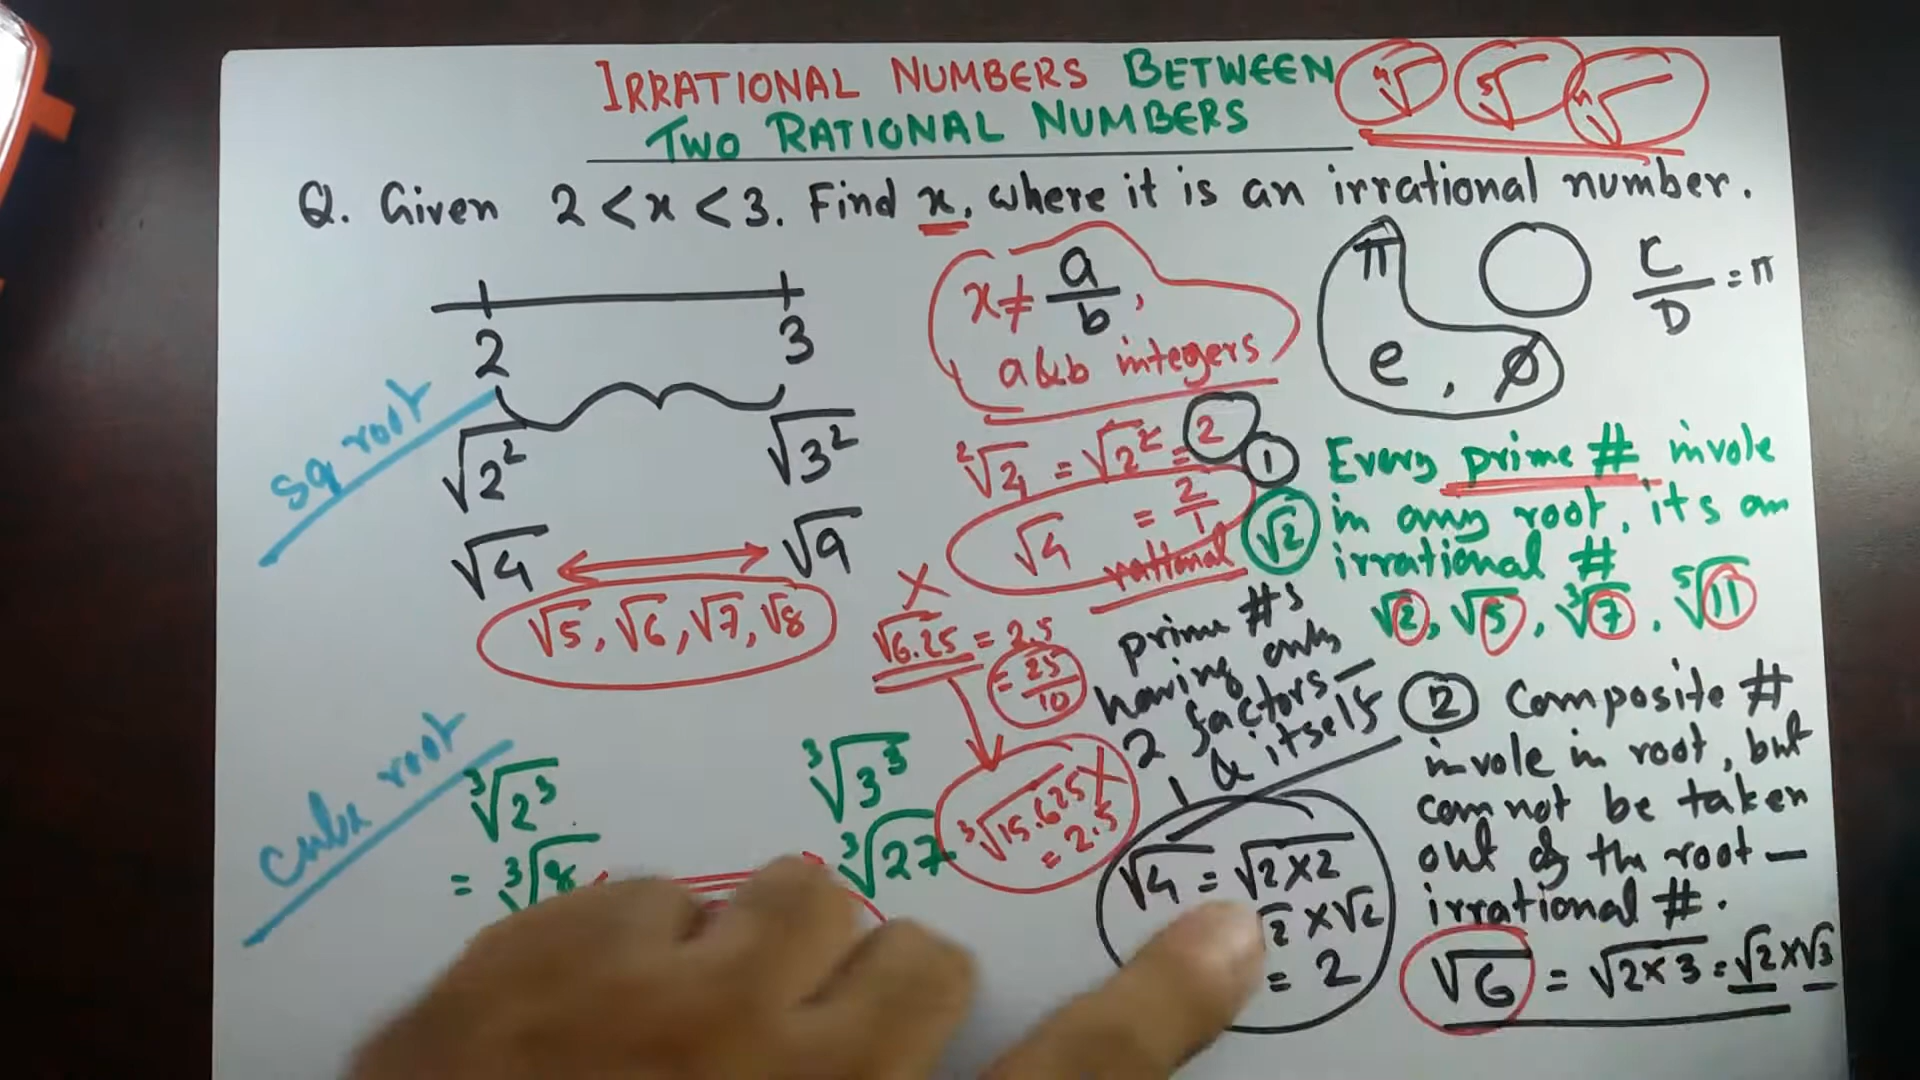 IRRATIONAL NUMBERS BETWEEN
TWO RATIONAL NUMBERS
⁴√ ⁵√ ⁿ√
Q. Given 2 < x < 3. Find x, where it is an irrational number.
2 3
sq root
√2² √3²
√4 √9
√5, √6, √7, √8
x ≠ a/b,
a & b integers
π
e, ø
C/D = π
²√4 = √2² = 2
√4 = 2/1
rational
√6.25 = 2.5
= 25/10
³√15.625
= 2.5
① Every prime # invole
√2 in any root, its an
irrational #
√2, √5, ³√7, ⁵√11
prime #s
having only
2 factors –
1 & itself
② Composite #
invole in root, but
can not be taken
out of the root –
irrational #.
√6 = √2×3 = √2×√3
√4 = √2×2
√2×√2
= 2
cube root
³√2³ ³√3³
= ³√8 ³√27